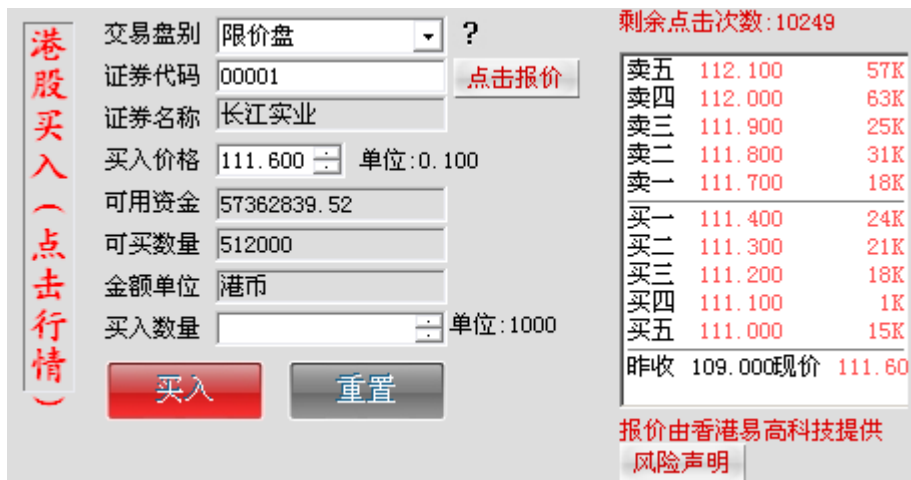 港股买入(点击行情)
交易盘别 限价盘 ?
证券代码 00001 点击报价
证券名称 长江实业
买入价格 111.600 单位:0.100
可用资金 57362839.52
可买数量 512000
金额单位 港币
买入数量 单位:1000
买入 重置
剩余点击次数:10249
卖五 112.100 57K
卖四 112.000 63K
卖三 111.900 25K
卖二 111.800 31K
卖一 111.700 18K
买一 111.400 24K
买二 111.300 21K
买三 111.200 18K
买四 111.100 1K
买五 111.000 15K
昨收 109.000现价 111.60
报价由香港易高科技提供
风险声明